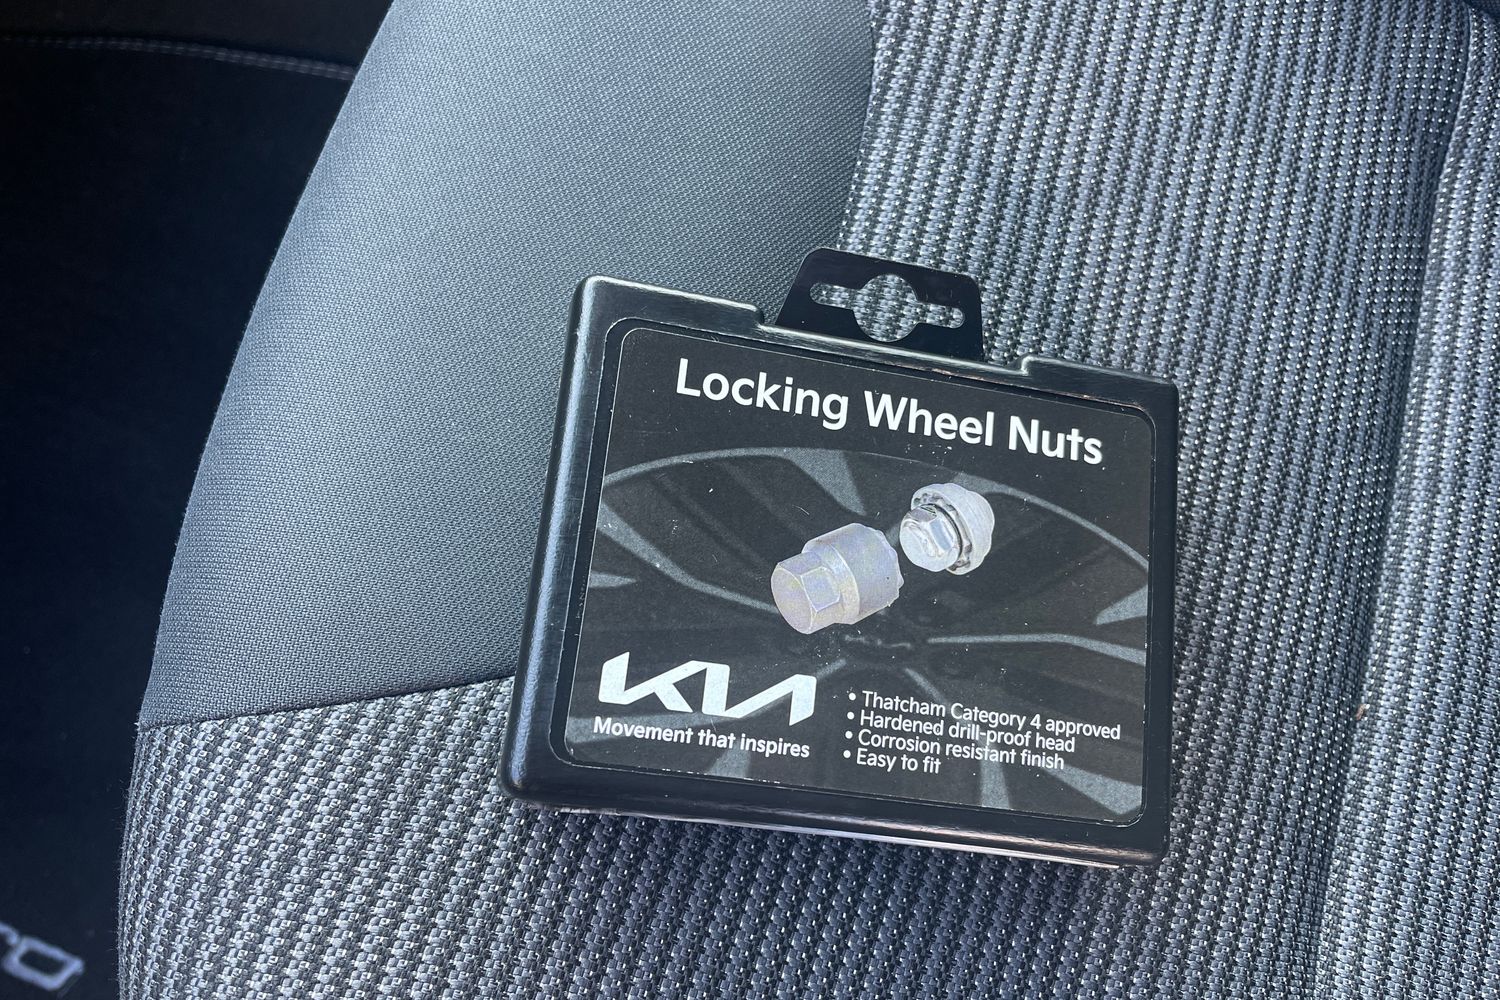 Locking Wheel Nuts
KIA
Movement that inspires
• Thatcham Category 4 approved
• Hardened drill-proof head
• Corrosion resistant finish
• Easy to fit